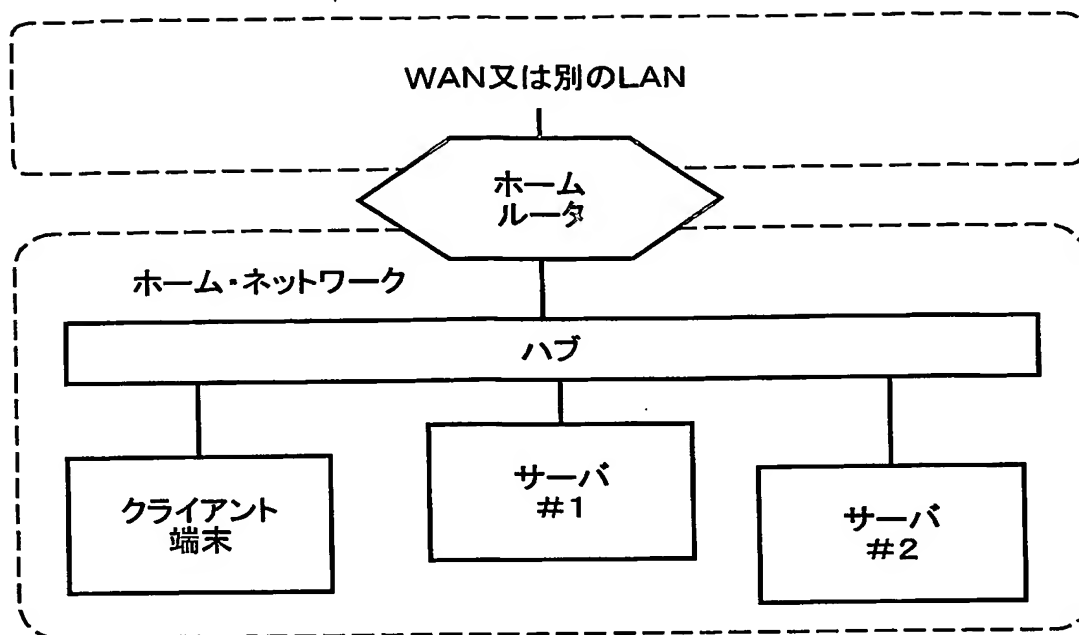 WAN又は別のLAN
ホーム
ルータ
ホーム・ネットワーク
ハブ
クライアント
端末
サーバ
#1
サーバ
#2